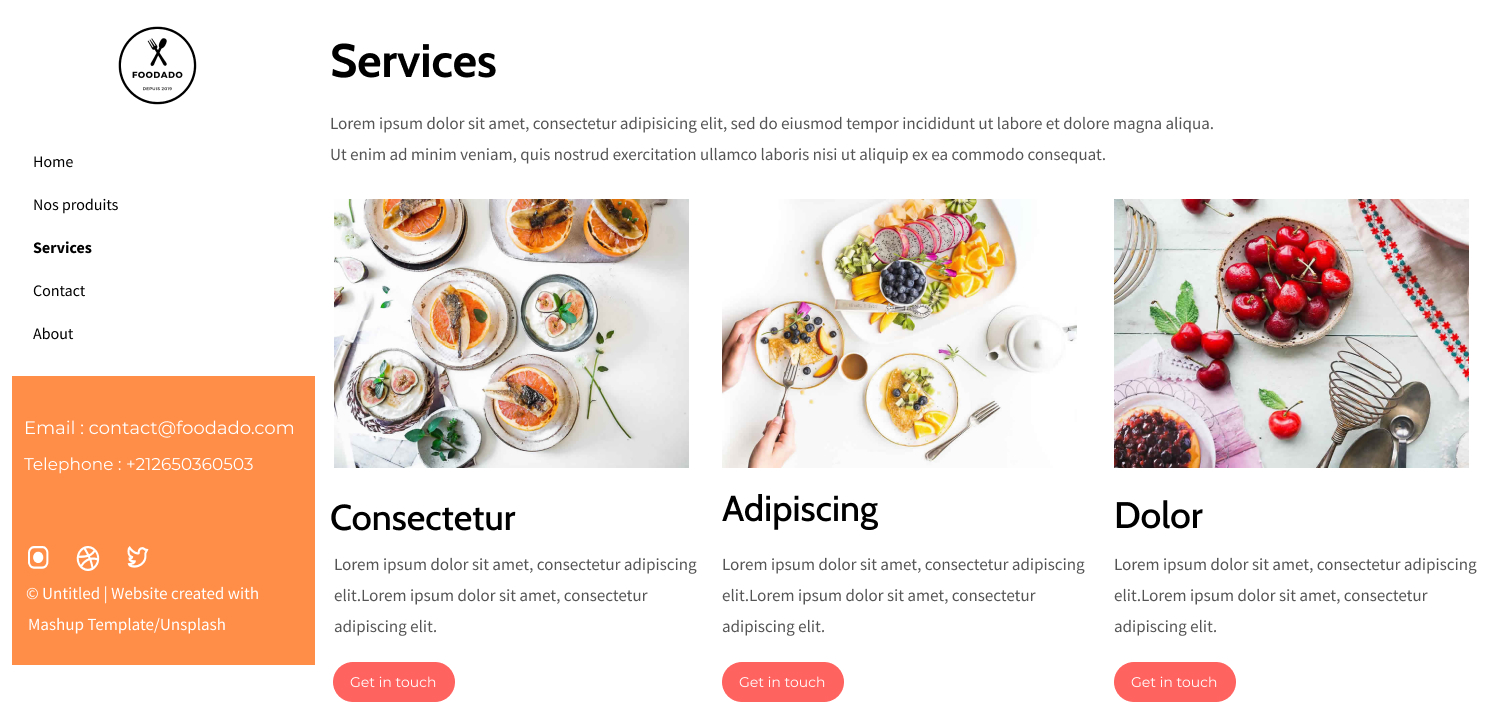 FOODADO
DEPUIS 2019
Home
Nos produits
Services
Contact
About
Email : contact@foodado.com
Telephone : +212650360503
© Untitled | Website created with
Mashup Template/Unsplash
Services
Lorem ipsum dolor sit amet, consectetur adipisicing elit, sed do eiusmod tempor incididunt ut labore et dolore magna aliqua.
Ut enim ad minim veniam, quis nostrud exercitation ullamco laboris nisi ut aliquip ex ea commodo consequat.
Consectetur
Lorem ipsum dolor sit amet, consectetur adipiscing
elit.Lorem ipsum dolor sit amet, consectetur
adipiscing elit.
Get in touch
Adipiscing
Lorem ipsum dolor sit amet, consectetur adipiscing
elit.Lorem ipsum dolor sit amet, consectetur
adipiscing elit.
Get in touch
Dolor
Lorem ipsum dolor sit amet, consectetur adipiscing
elit.Lorem ipsum dolor sit amet, consectetur
adipiscing elit.
Get in touch